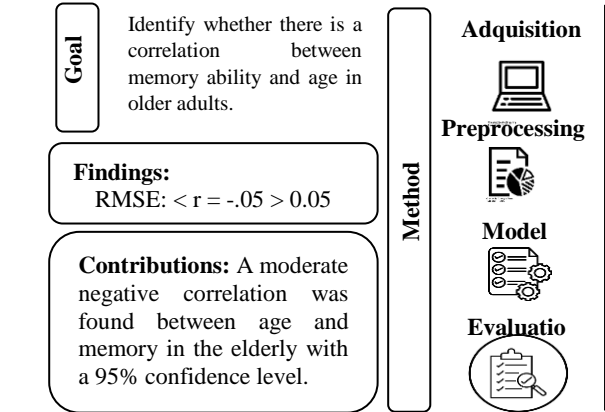 Goal
Identify whether there is a
correlation between
memory ability and age in
older adults.
Findings:
RMSE: < r = -.05 > 0.05
Contributions: A moderate
negative correlation was
found between age and
memory in the elderly with
a 95% confidence level.
Method
Adquisition
Preprocessing
Model
Evaluatio